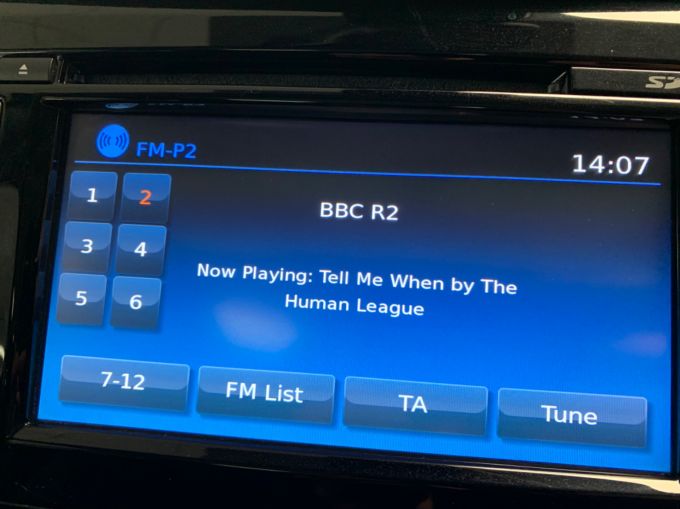 FM-P2
14:07
1 2
BBC R2
3 4
Now Playing: Tell Me When by The
Human League
5 6
7-12 FM List TA Tune